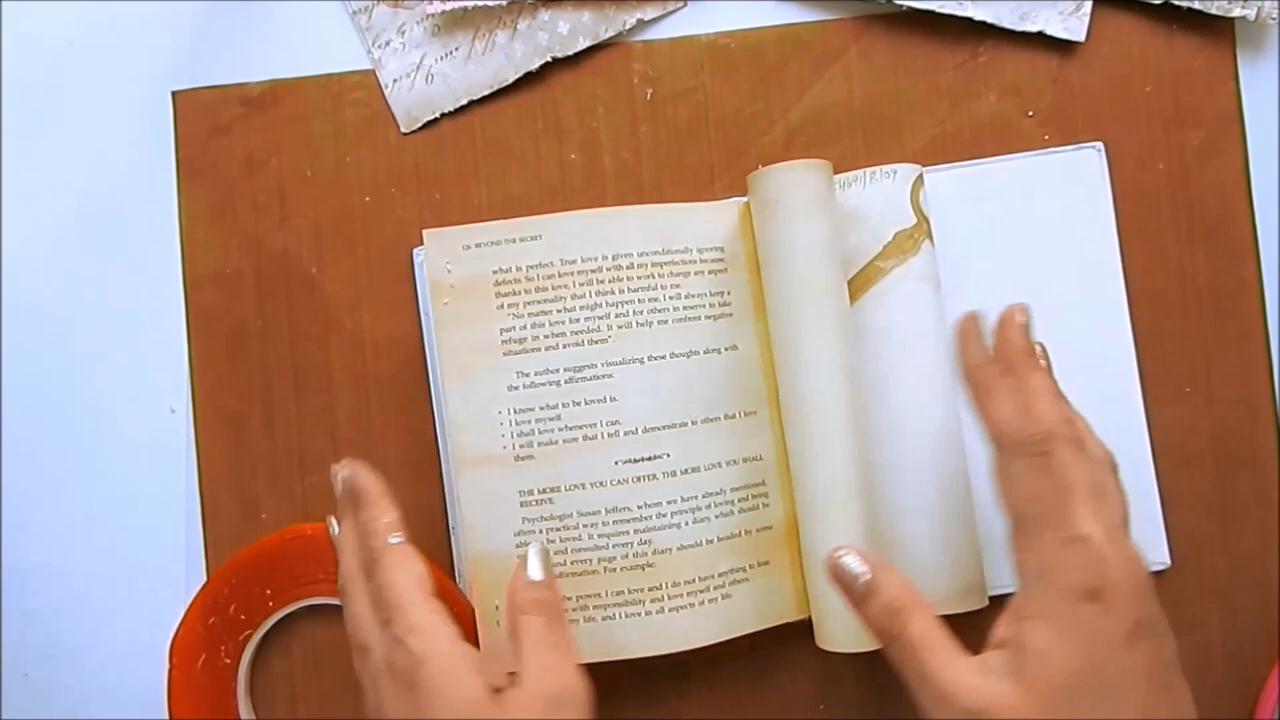 126 BEYOND THE SECRET
what is perfect. True love is given unconditionally ignoring
defects. So I can love myself with all my imperfections because,
thanks to this love, I will be able to work to change any aspect
of my personality that I think is harmful to me.
"No matter what might happen to me, I will always keep a
part of this love for myself and for others in reserve to take
refuge in when needed. It will help me confront negative
situations and avoid them".
The author suggests visualizing these thoughts along with
the following affirmations:
• I know what to be loved is.
• I love myself.
• I shall love whenever I can.
• I will make sure that I tell and demonstrate to others that I love
them.
THE MORE LOVE YOU CAN OFFER, THE MORE LOVE YOU SHALL
RECEIVE.
Psychologist Susan Jeffers, whom we have already mentioned,
offers a practical way to remember the principle of loving and being
able be loved. It requires maintaining a diary, which should be
and consulted every day.
and every page of this diary should be headed by some
affirmation. For example:
the power, I can love and I do not have anything to lose
with responsibility and love myself and others
my life, and I love in all aspects of my life